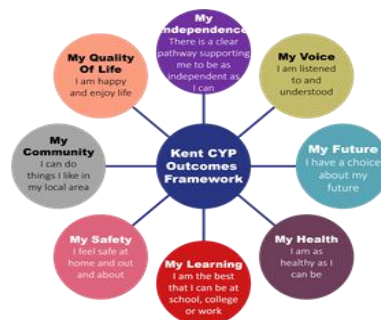 My
Independence
There is a clear
pathway supporting
me to be as
independent as
I can
My Voice
I am listened
to and
understood
My Future
I have a choice
about my
future
My Health
I am as
healthy as I
can be
My Learning
I am the best
that I can be at
school, college
or work
My Safety
I feel safe at
home and out
and about
My
Community
I can do
things I like in
my local area
My Quality
Of Life
I am happy
and enjoy life
Kent CYP
Outcomes
Framework